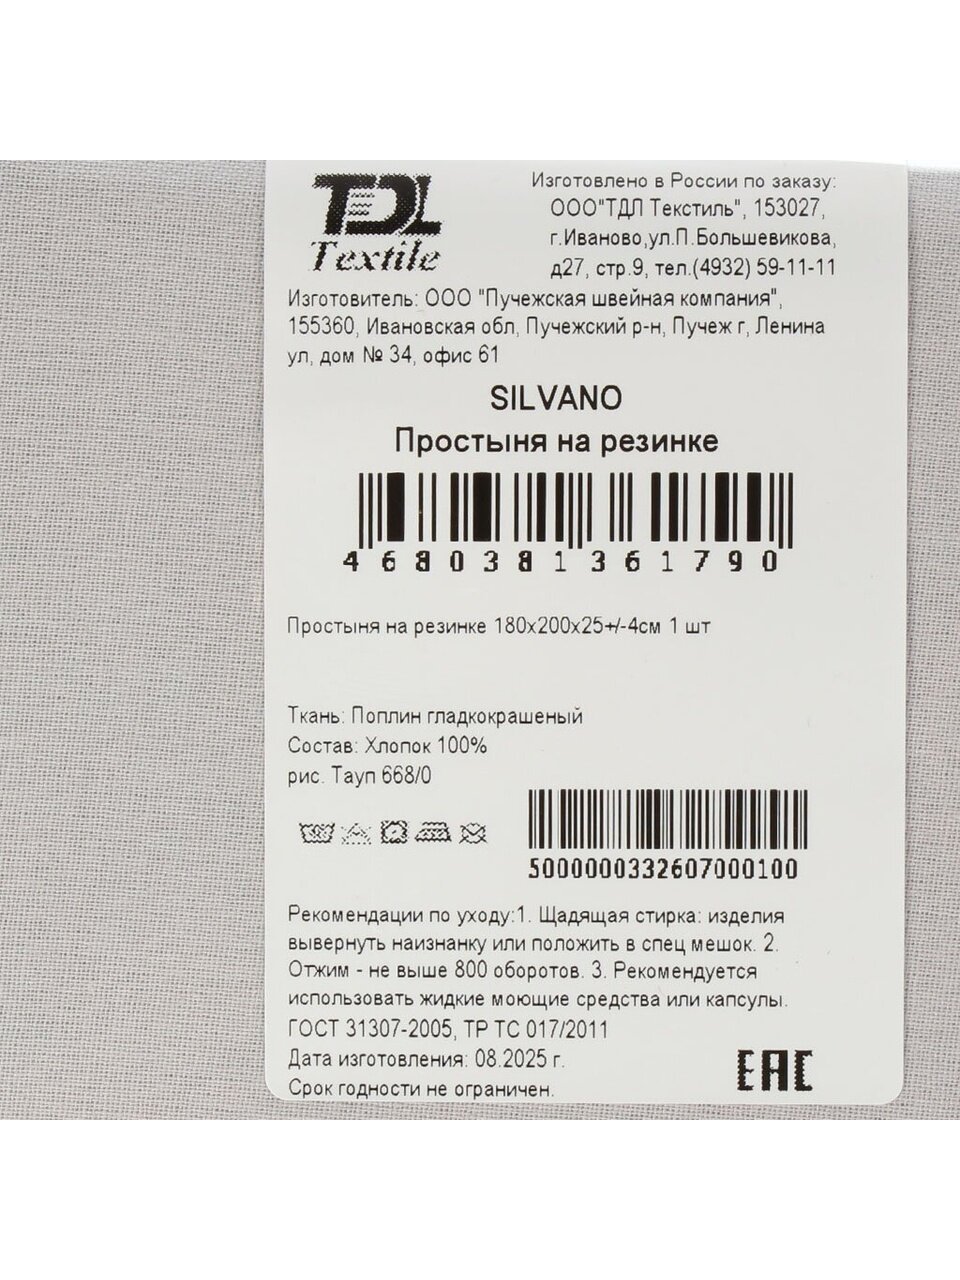 TDL
Textile
Изготовлено в России по заказу:
ООО"ТДЛ Текстиль", 153027,
г.Иваново,ул.П.Большевикова,
д27, стр.9, тел.(4932) 59-11-11
Изготовитель: ООО "Пучежская швейная компания",
155360, Ивановская обл, Пучежский р-н, Пучеж г, Ленина
ул, дом № 34, офис 61
SILVANO
Простыня на резинке
4680381361790
Простыня на резинке 180х200х25+/-4см 1 шт
Ткань: Поплин гладкокрашеный
Состав: Хлопок 100%
рис. Тауп 668/0
5000000332607000100
Рекомендации по уходу:1. Щадящая стирка: изделия
вывернуть наизнанку или положить в спец мешок. 2.
Отжим - не выше 800 оборотов. 3. Рекомендуется
использовать жидкие моющие средства или капсулы.
ГОСТ 31307-2005, ТР ТС 017/2011
Дата изготовления: 08.2025 г.
Срок годности не ограничен.
ЕАС